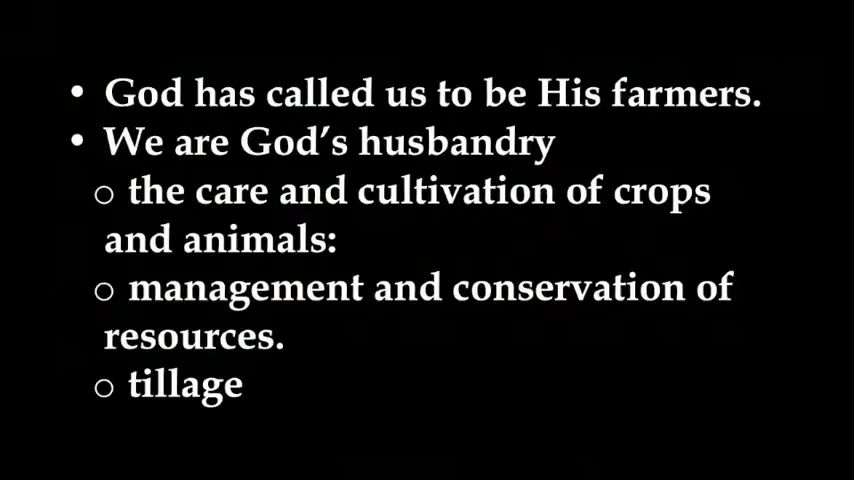 • God has called us to be His farmers.
• We are God’s husbandry
o the care and cultivation of crops
and animals:
o management and conservation of
resources.
o tillage